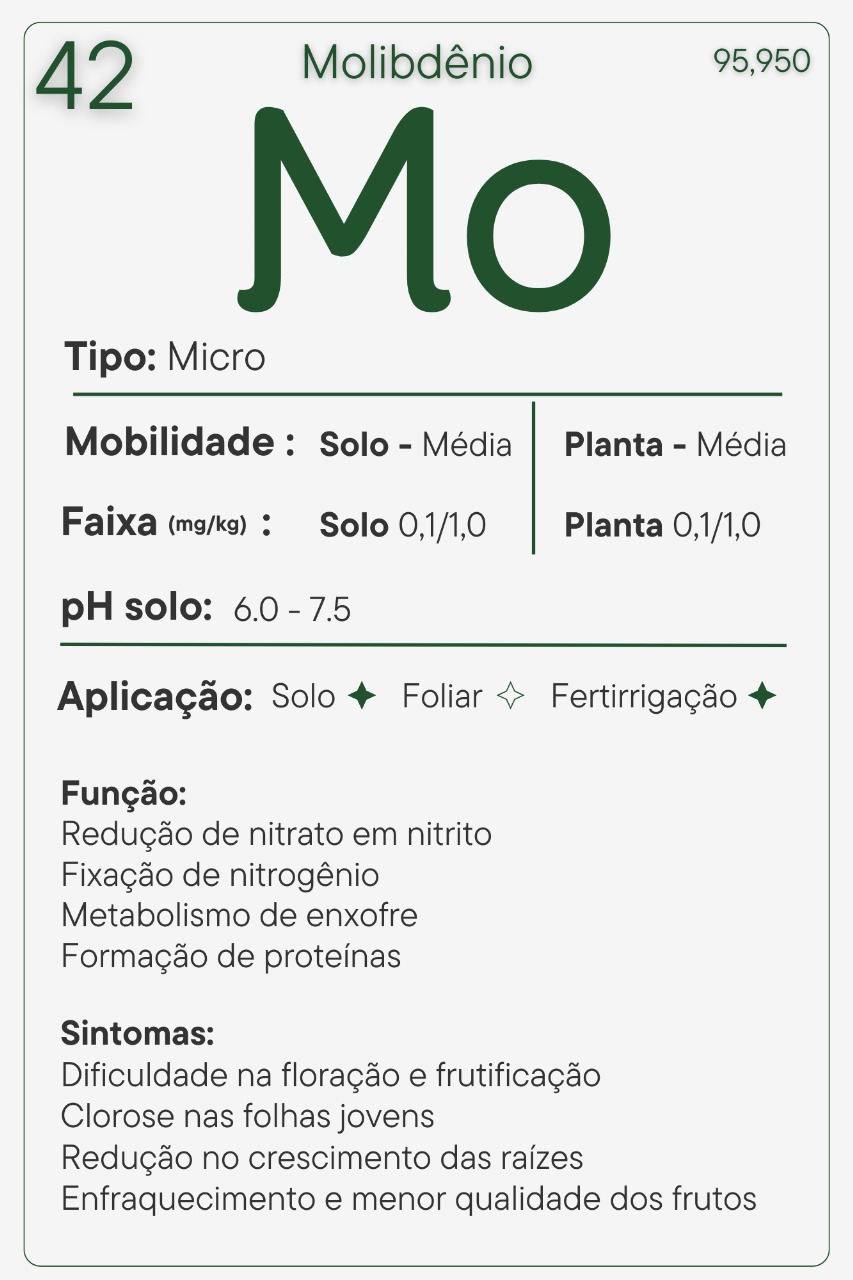 42 Molibdênio 95,950
Mo
Tipo: Micro
Mobilidade : Solo - Média Planta - Média
Faixa (mg/kg) : Solo 0,1/1,0 Planta 0,1/1,0
pH solo: 6.0 - 7.5
Aplicação: Solo ✦ Foliar ✧ Fertirrigação ✦
Função:
Redução de nitrato em nitrito
Fixação de nitrogênio
Metabolismo de enxofre
Formação de proteínas
Sintomas:
Dificuldade na floração e frutificação
Clorose nas folhas jovens
Redução no crescimento das raízes
Enfraquecimento e menor qualidade dos frutos